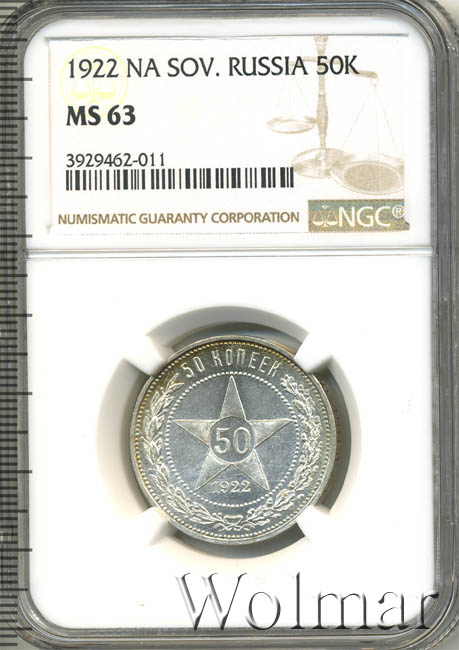 1922 NA SOV. RUSSIA 50K
MS 63
3929462-011
NUMISMATIC GUARANTY CORPORATION
NGC®
50 КОПЕЕК
50
1922
Wolmar